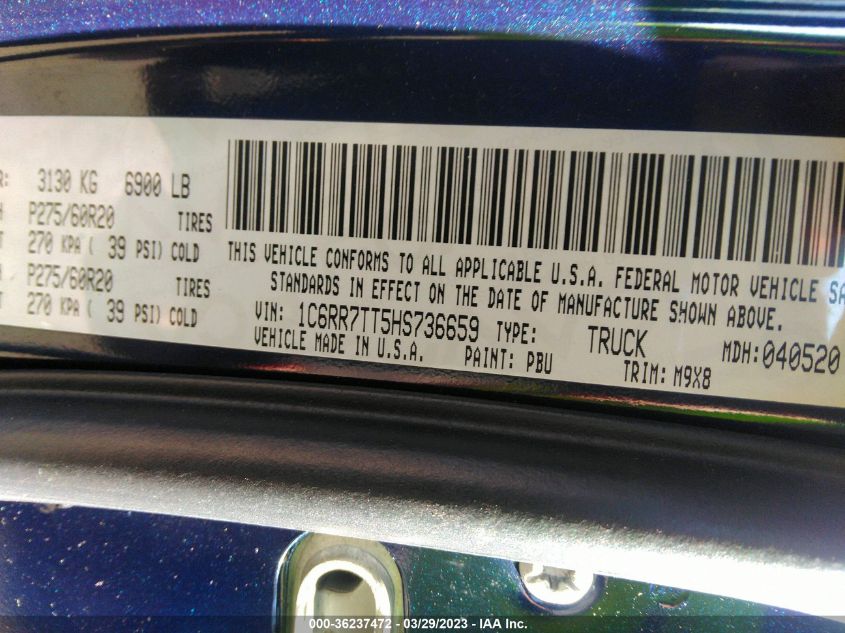 R: 3130 KG 6900 LB
P275/60R20 TIRES
270 KPA ( 39 PSI) COLD
P275/60R20 TIRES
270 KPA ( 39 PSI) COLD
THIS VEHICLE CONFORMS TO ALL APPLICABLE U.S.A. FEDERAL MOTOR VEHICLE SA
STANDARDS IN EFFECT ON THE DATE OF MANUFACTURE SHOWN ABOVE.
VIN: 1C6RR7TT5HS736659 TYPE: TRUCK MDH: 040520
VEHICLE MADE IN U.S.A. PAINT: PBU TRIM: M9X8
000-36237472 — 03/29/2023 — IAA Inc.